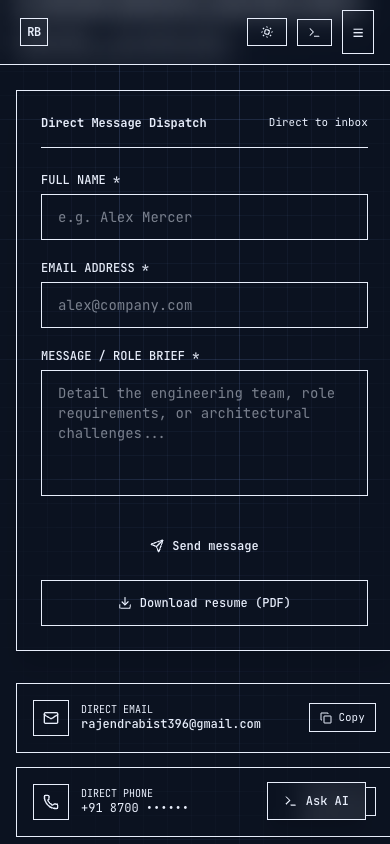 RB
Direct Message Dispatch
Direct to inbox
FULL NAME *
e.g. Alex Mercer
EMAIL ADDRESS *
alex@company.com
MESSAGE / ROLE BRIEF *
Detail the engineering team, role
requirements, or architectural
challenges...
Send message
Download resume (PDF)
DIRECT EMAIL
rajendrabist396@gmail.com
Copy
DIRECT PHONE
+91 8700 ••••••
Ask AI